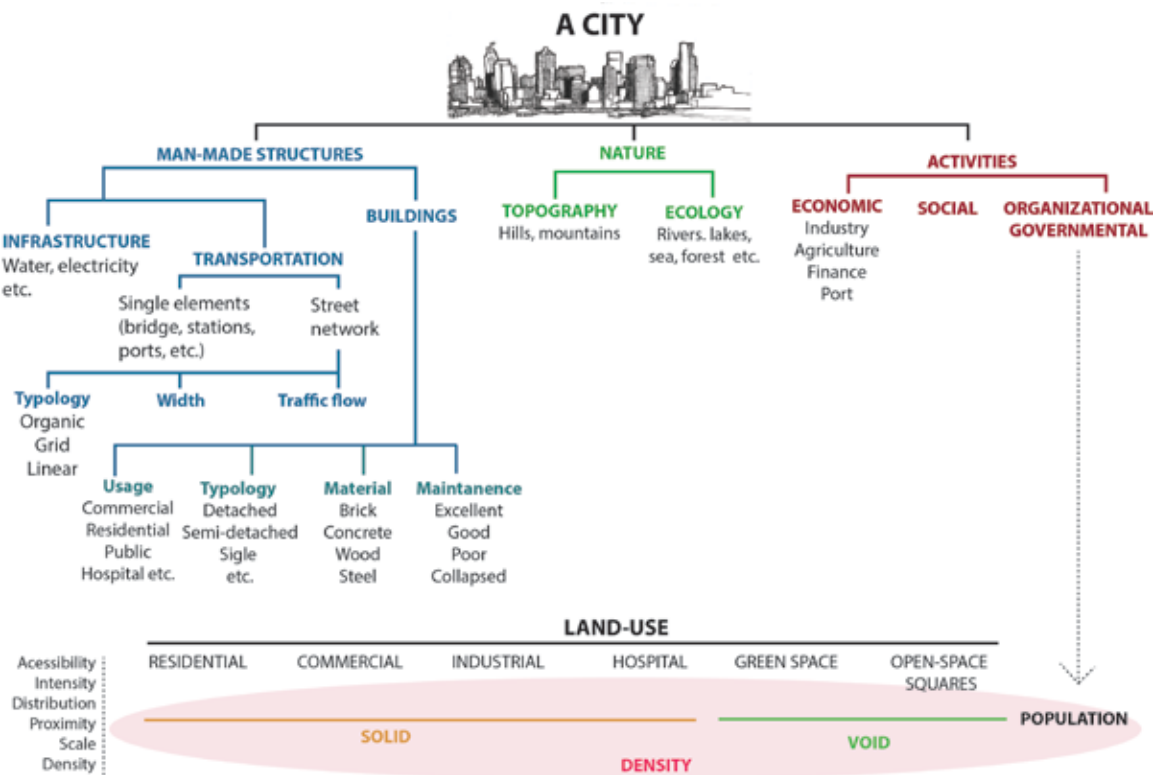 A CITY
MAN-MADE STRUCTURES
NATURE
ACTIVITIES
INFRASTRUCTURE
Water, electricity
etc.
TRANSPORTATION
BUILDINGS
TOPOGRAPHY
Hills, mountains
ECOLOGY
Rivers. lakes,
sea, forest etc.
ECONOMIC
Industry
Agriculture
Finance
Port
SOCIAL
ORGANIZATIONAL
GOVERNMENTAL
Single elements
(bridge, stations,
ports, etc.)
Street
network
Typology
Organic
Grid
Linear
Width
Traffic flow
Usage
Commercial
Residential
Public
Hospital etc.
Typology
Detached
Semi-detached
Sigle
etc.
Material
Brick
Concrete
Wood
Steel
Maintanence
Excellent
Good
Poor
Collapsed
LAND-USE
Acessibility
Intensity
Distribution
Proximity
Scale
Density
RESIDENTIAL
COMMERCIAL
INDUSTRIAL
HOSPITAL
GREEN SPACE
OPEN-SPACE
SQUARES
POPULATION
SOLID
VOID
DENSITY